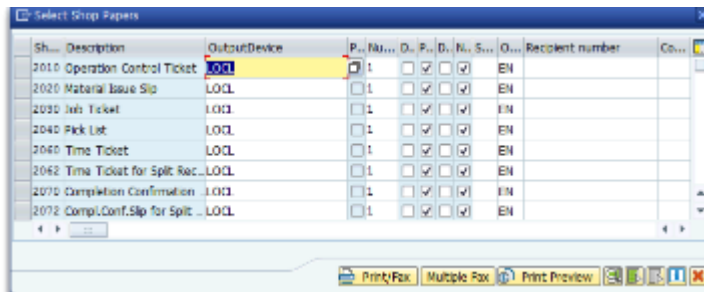 Select Shop Papers
Sh... Description OutputDevice P.. Nu... D.. P.. D.. N.. S... O... Recipient number Co...
2010 Operation Control Ticket LOCL 1 EN
2020 Material Issue Slip LOCL 1 EN
2030 Job Ticket LOCL 1 EN
2040 Pick List LOCL 1 EN
2060 Time Ticket LOCL 1 EN
2062 Time Ticket for Split Rec... LOCL 1 EN
2070 Completion Confirmation ... LOCL 1 EN
2072 Compl.Conf.Slip for Split ... LOCL 1 EN
Print/Fax Multiple Fax Print Preview